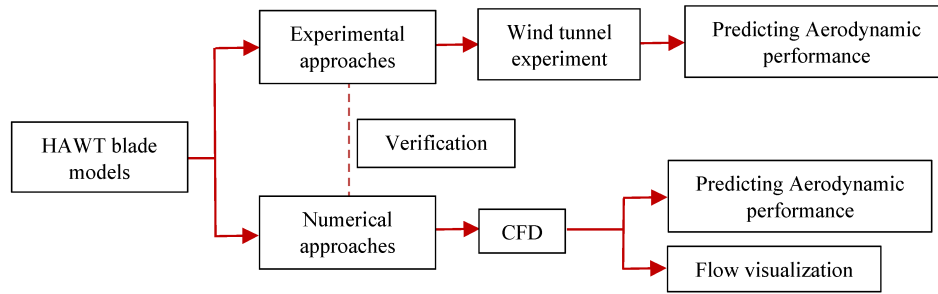 Experimental
approaches
Wind tunnel
experiment
Predicting Aerodynamic
performance
HAWT blade
models
Verification
Numerical
approaches
CFD
Predicting Aerodynamic
performance
Flow visualization